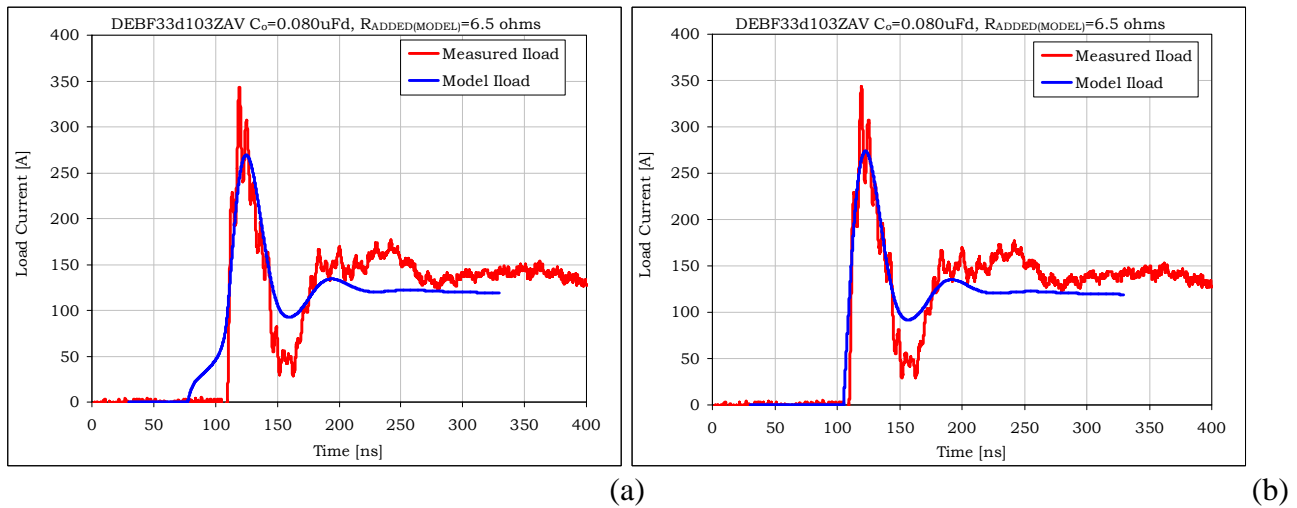 DEBF33d103ZAV Co=0.080uFd, RADDED(MODEL)=6.5 ohms
400
350
300
250
200
150
100
50
0
Load Current [A]
Measured Iload
Model Iload
0 50 100 150 200 250 300 350 400
Time [ns]
(a)
DEBF33d103ZAV Co=0.080uFd, RADDED(MODEL)=6.5 ohms
400
350
300
250
200
150
100
50
0
Load Current [A]
Measured Iload
Model Iload
0 50 100 150 200 250 300 350 400
Time [ns]
(b)